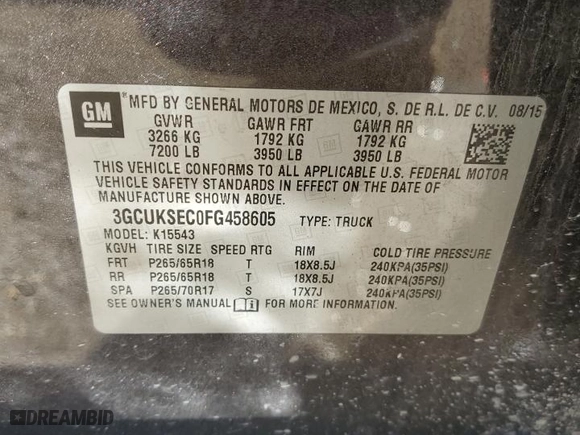 GM
MFD BY GENERAL MOTORS DE MEXICO, S. DE R.L. DE C.V. 08/15
GVWR GAWR FRT GAWR RR
3266 KG 1792 KG 1792 KG
7200 LB 3950 LB 3950 LB
THIS VEHICLE CONFORMS TO ALL APPLICABLE U.S. FEDERAL MOTOR
VEHICLE SAFETY STANDARDS IN EFFECT ON THE DATE OF
MANUFACTURE SHOWN ABOVE.
3GCUKSEC0FG458605 TYPE: TRUCK
MODEL: K15543
KGVH TIRE SIZE SPEED RTG RIM COLD TIRE PRESSURE
FRT P265/65R18 T 18X8.5J 240KPA(35PSI)
RR P265/65R18 T 18X8.5J 240KPA(35PSI)
SPA P265/70R17 S 17X7J 240KPA(35PSI)
SEE OWNER'S MANUAL FOR MORE INFORMATION.
DREAMBID